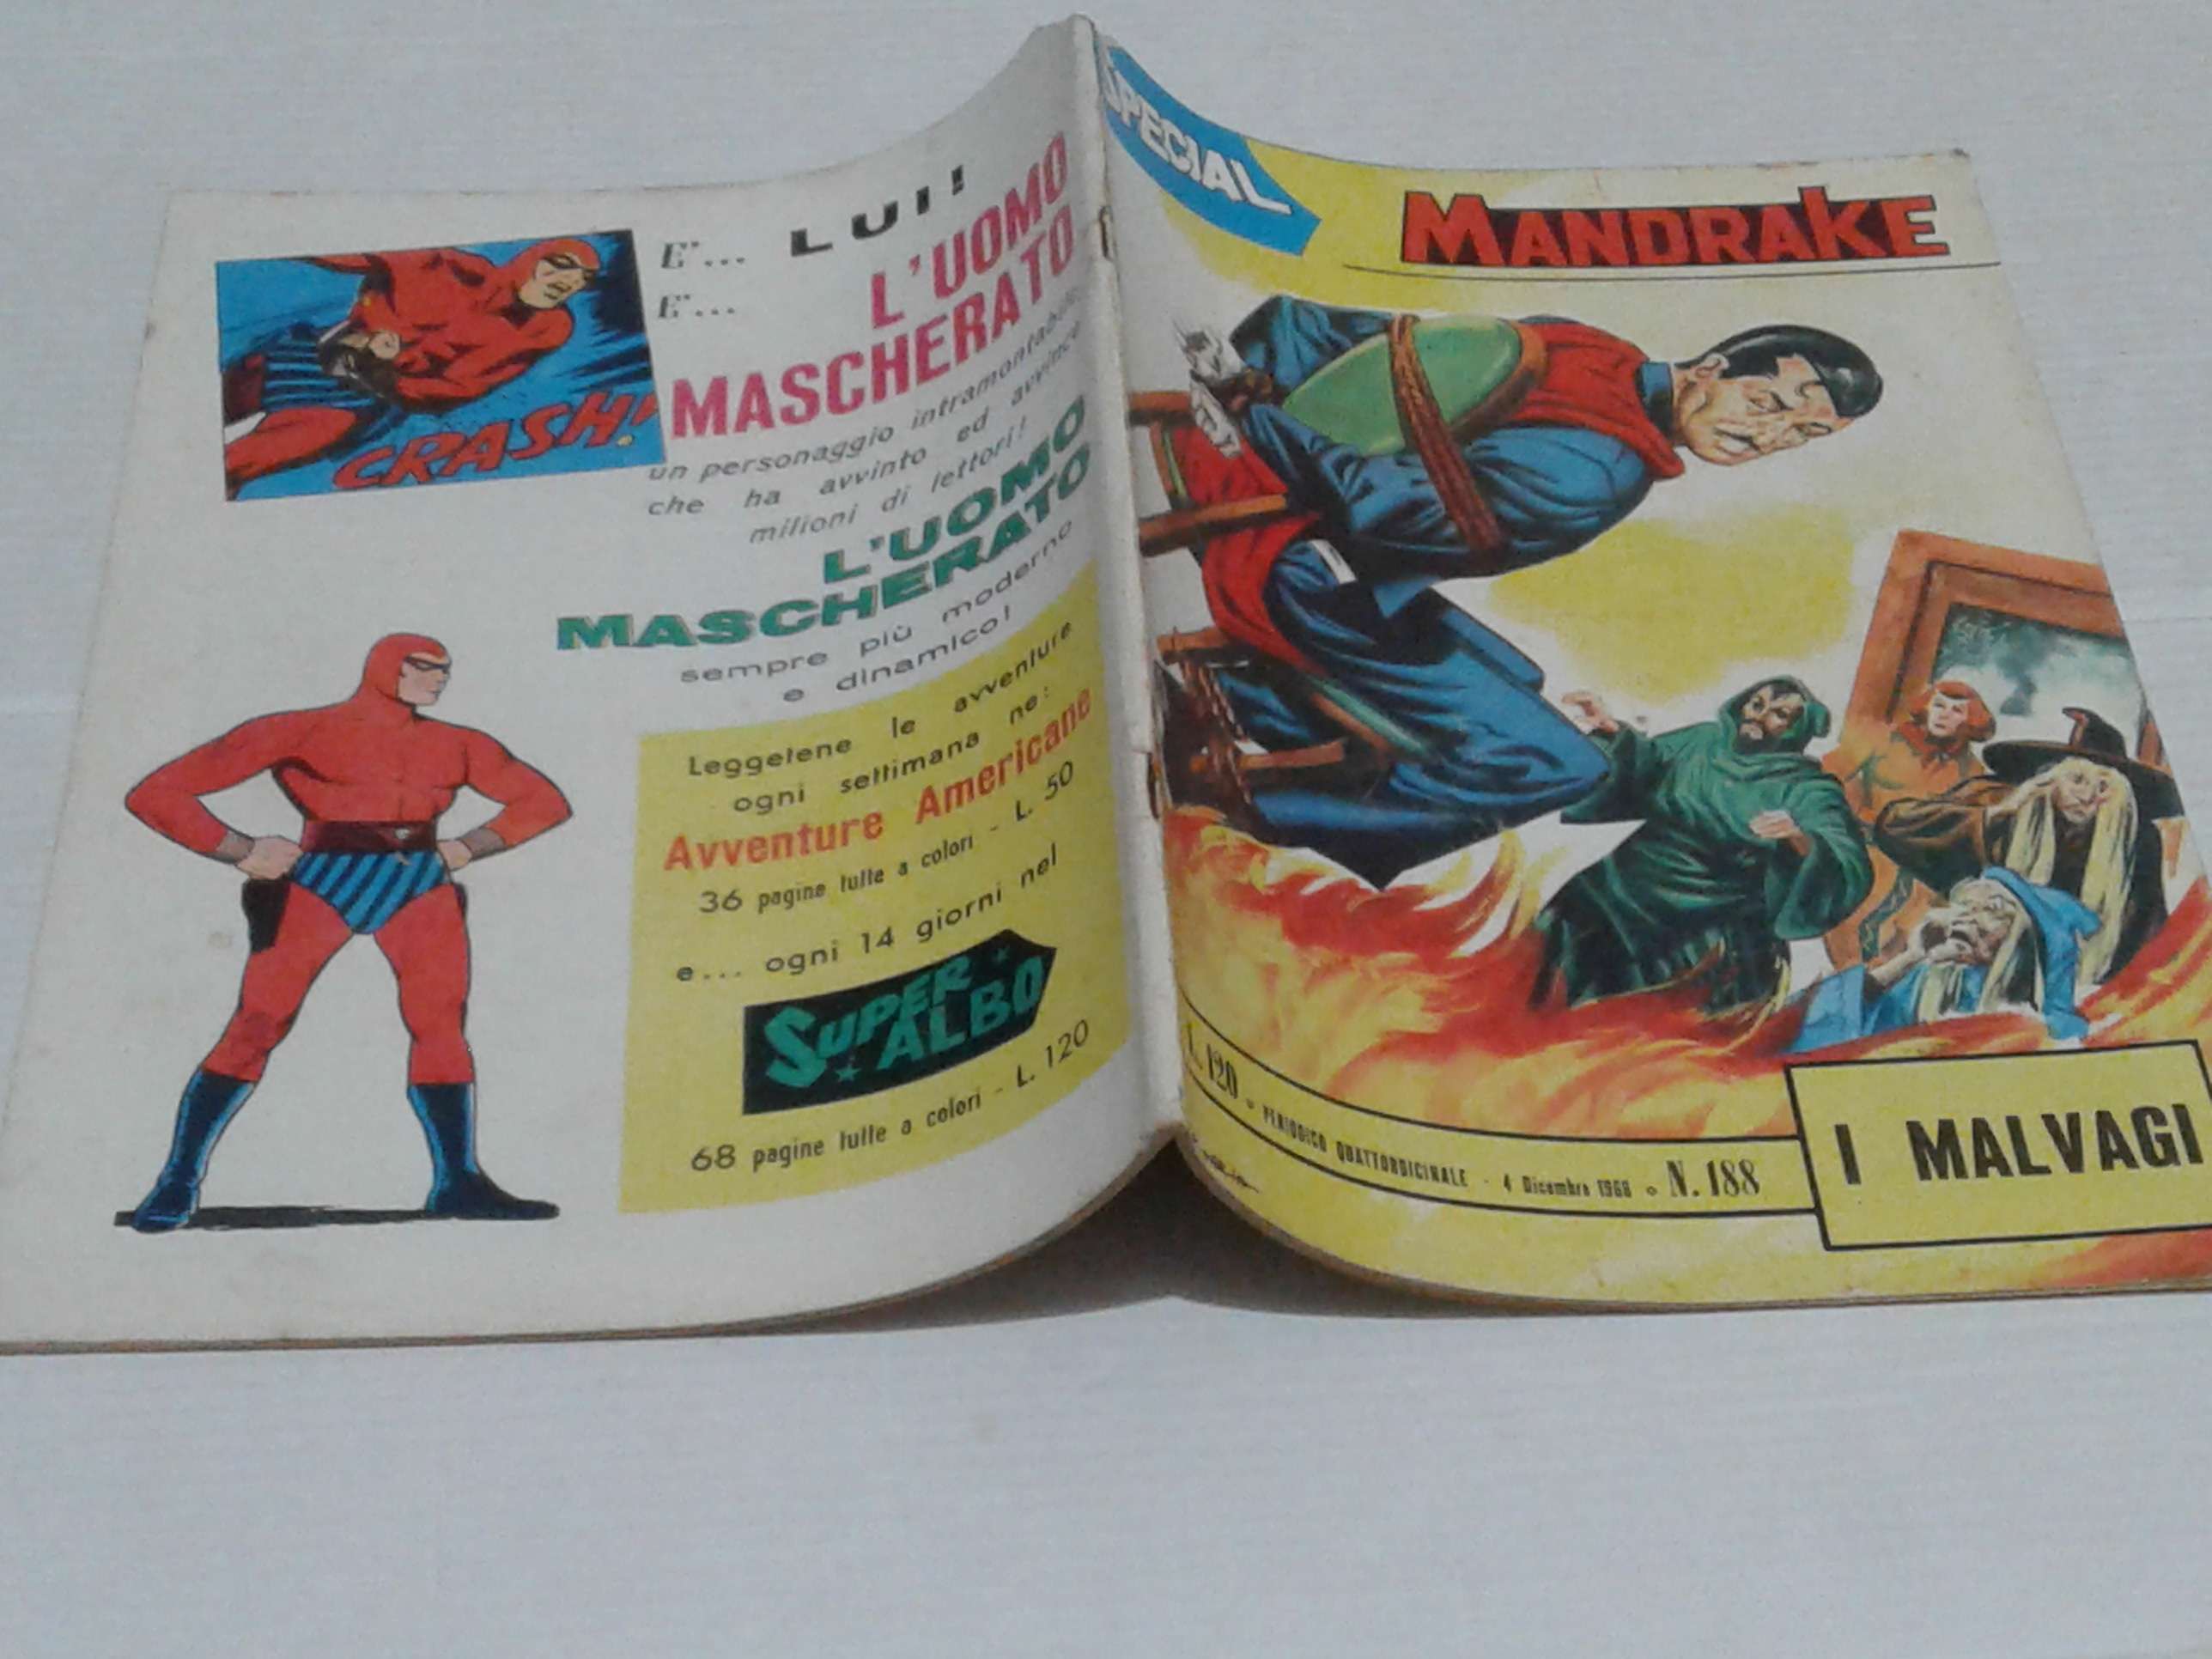 E'... LUI!
E'... L'UOMO
MASCHERATO
un personaggio intramontabile
che ha avvinto ed avvince
milioni di lettori!
L'UOMO
MASCHERATO
sempre più moderno
e dinamico!
Leggetene le avventure
ogni settimana ne:
Avventure Americane
36 pagine tutte a colori - L. 50
e... ogni 14 giorni nel
SUPER
ALBO
68 pagine tutte a colori - L. 120
CRASH!
SPECIAL
MANDRAKE
L. 120 - PERIODICO QUATTORDICINALE - 4 Dicembre 1968 - N. 188
I MALVAGI